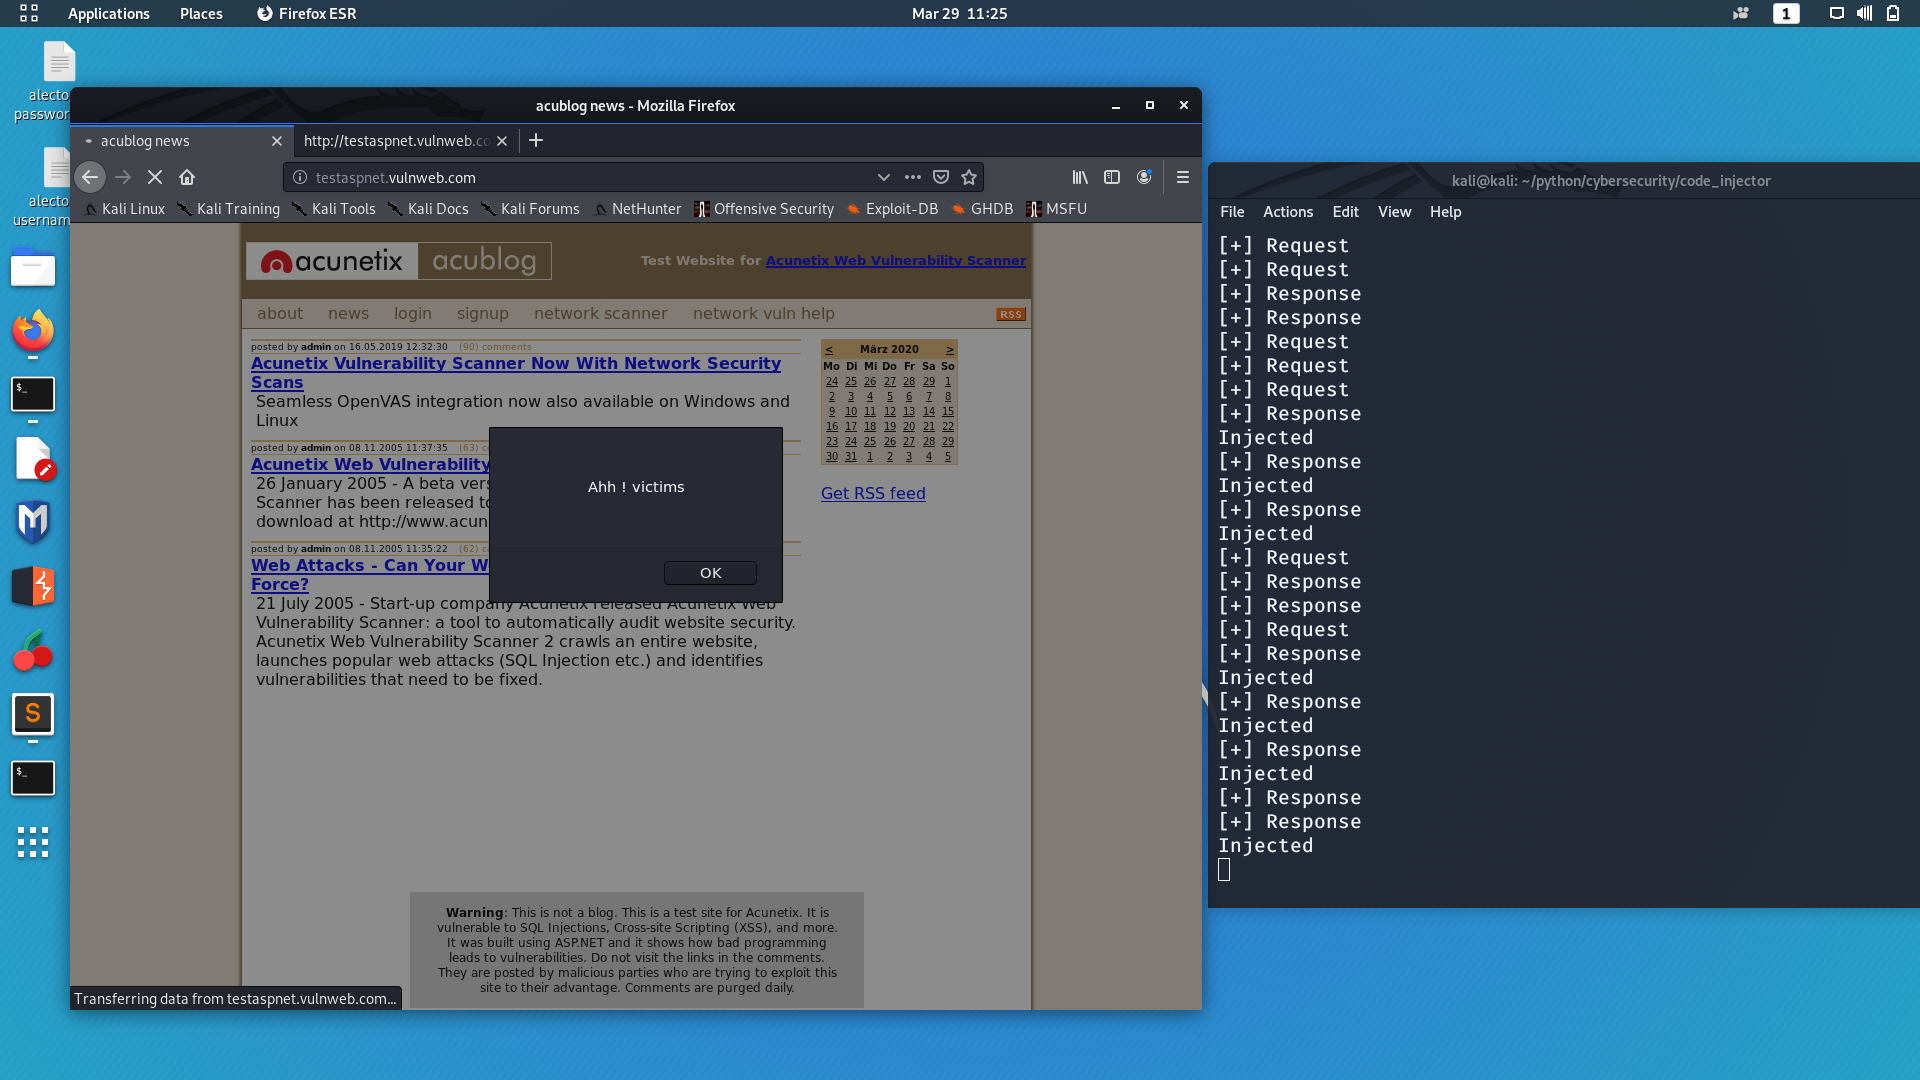 Applications Places Firefox ESR Mar 29 11:25 1
alecto
passwor
alecto
usernam
acublog news - Mozilla Firefox
acublog news http://testaspnet.vulnweb.co
testaspnet.vulnweb.com
Kali Linux Kali Training Kali Tools Kali Docs Kali Forums NetHunter Offensive Security Exploit-DB GHDB MSFU
acunetix acublog
Test Website for Acunetix Web Vulnerability Scanner
about news login signup network scanner network vuln help RSS
posted by admin on 16.05.2019 12:32:30 (90) comments
Acunetix Vulnerability Scanner Now With Network Security
Scans
Seamless OpenVAS integration now also available on Windows and
Linux
posted by admin on 08.11.2005 11:37:35 (63) c
Acunetix Web Vulnerability
26 January 2005 - A beta vers
Scanner has been released to
download at http://www.acun
posted by admin on 08.11.2005 11:35:22 (62) c
Web Attacks - Can Your W
Force?
21 July 2005 - Start-up company Acunetix released Acunetix Web
Vulnerability Scanner: a tool to automatically audit website security.
Acunetix Web Vulnerability Scanner 2 crawls an entire website,
launches popular web attacks (SQL Injection etc.) and identifies
vulnerabilities that need to be fixed.
< März 2020 >
Mo Di Mi Do Fr Sa So
24 25 26 27 28 29 1
2 3 4 5 6 7 8
9 10 11 12 13 14 15
16 17 18 19 20 21 22
23 24 25 26 27 28 29
30 31 1 2 3 4 5
Get RSS feed
Ahh ! victims
OK
Warning: This is not a blog. This is a test site for Acunetix. It is
vulnerable to SQL Injections, Cross-site Scripting (XSS), and more.
It was built using ASP.NET and it shows how bad programming
leads to vulnerabilities. Do not visit the links in the comments.
They are posted by malicious parties who are trying to exploit this
site to their advantage. Comments are purged daily.
Transferring data from testaspnet.vulnweb.com...
kali@kali: ~/python/cybersecurity/code_injector
File Actions Edit View Help
[+] Request
[+] Request
[+] Response
[+] Response
[+] Request
[+] Request
[+] Request
[+] Response
Injected
[+] Response
Injected
[+] Response
Injected
[+] Request
[+] Response
[+] Response
[+] Request
[+] Response
Injected
[+] Response
Injected
[+] Response
Injected
[+] Response
[+] Response
Injected